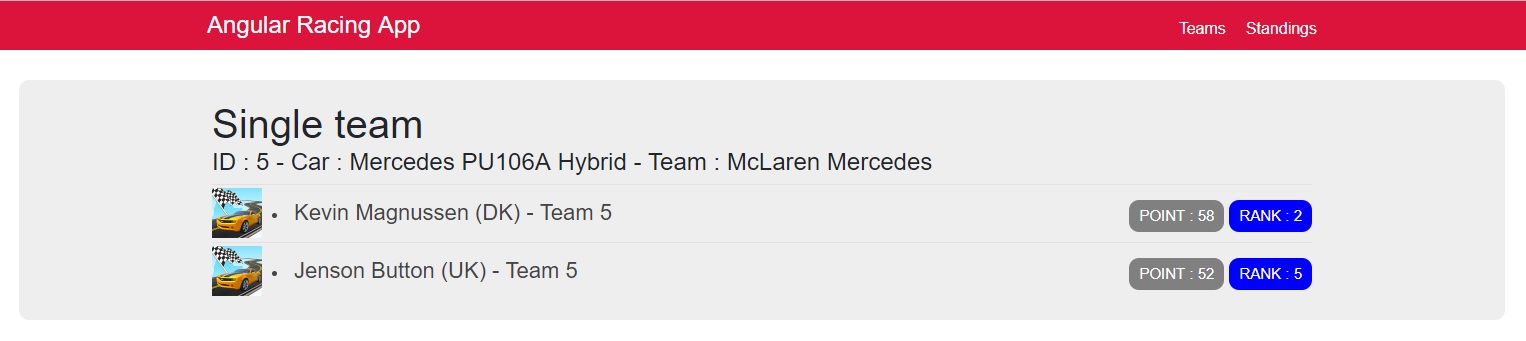 Angular Racing App
Teams Standings
Single team
ID : 5 - Car : Mercedes PU106A Hybrid - Team : McLaren Mercedes
• Kevin Magnussen (DK) - Team 5 POINT : 58 RANK : 2
• Jenson Button (UK) - Team 5 POINT : 52 RANK : 5